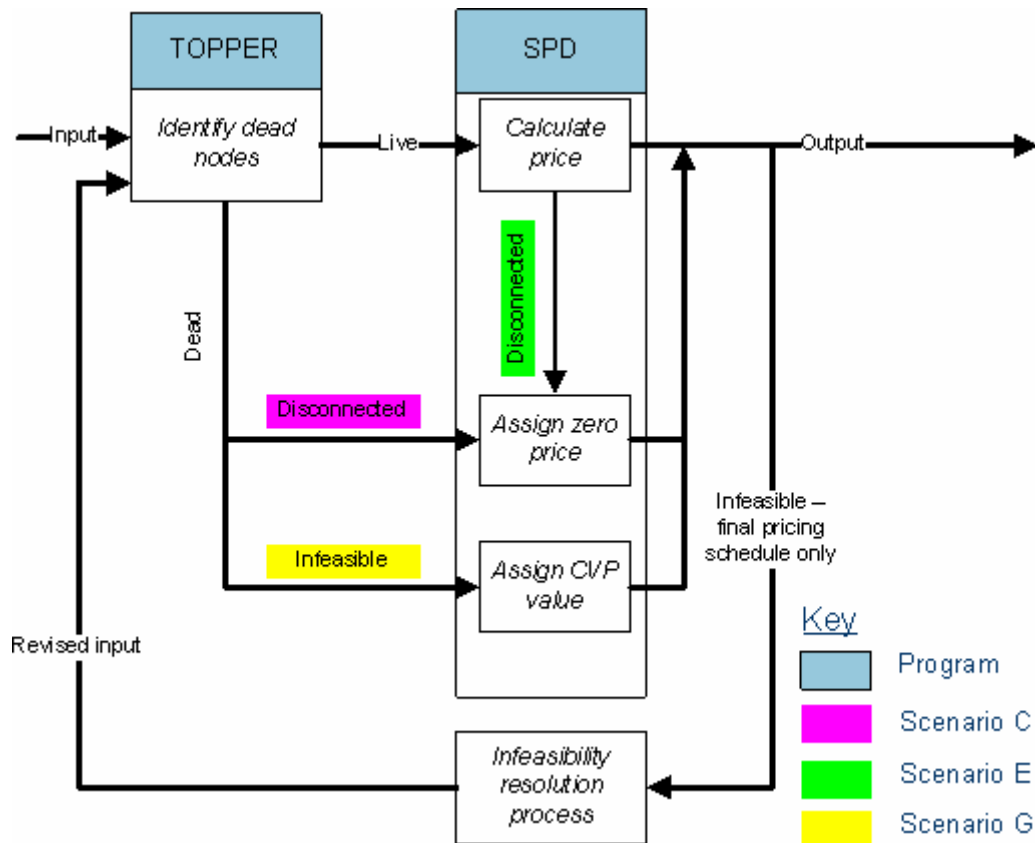 TOPPER
SPD
Input
Identify dead
nodes
Live
Calculate
price
Output
Dead
Disconnected
Disconnected
Assign zero
price
Infeasible –
final pricing
schedule only
Infeasible
Assign CVP
value
Revised input
Infeasibility
resolution
process
Key
Program
Scenario C
Scenario E
Scenario G